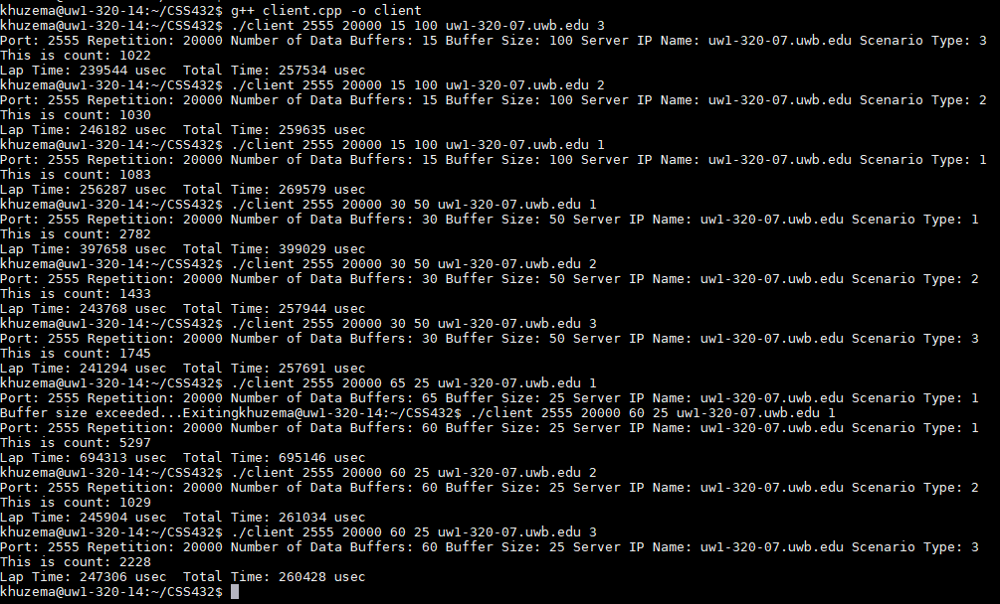 khuzema@uw1-320-14:~/CSS432$ g++ client.cpp -o client
khuzema@uw1-320-14:~/CSS432$ ./client 2555 20000 15 100 uw1-320-07.uwb.edu 3
Port: 2555 Repetition: 20000 Number of Data Buffers: 15 Buffer Size: 100 Server IP Name: uw1-320-07.uwb.edu Scenario Type: 3
This is count: 1022
Lap Time: 239544 usec  Total Time: 257534 usec
khuzema@uw1-320-14:~/CSS432$ ./client 2555 20000 15 100 uw1-320-07.uwb.edu 2
Port: 2555 Repetition: 20000 Number of Data Buffers: 15 Buffer Size: 100 Server IP Name: uw1-320-07.uwb.edu Scenario Type: 2
This is count: 1030
Lap Time: 246182 usec  Total Time: 259635 usec
khuzema@uw1-320-14:~/CSS432$ ./client 2555 20000 15 100 uw1-320-07.uwb.edu 1
Port: 2555 Repetition: 20000 Number of Data Buffers: 15 Buffer Size: 100 Server IP Name: uw1-320-07.uwb.edu Scenario Type: 1
This is count: 1083
Lap Time: 256287 usec  Total Time: 269579 usec
khuzema@uw1-320-14:~/CSS432$ ./client 2555 20000 30 50 uw1-320-07.uwb.edu 1
Port: 2555 Repetition: 20000 Number of Data Buffers: 30 Buffer Size: 50 Server IP Name: uw1-320-07.uwb.edu Scenario Type: 1
This is count: 2782
Lap Time: 397658 usec  Total Time: 399029 usec
khuzema@uw1-320-14:~/CSS432$ ./client 2555 20000 30 50 uw1-320-07.uwb.edu 2
Port: 2555 Repetition: 20000 Number of Data Buffers: 30 Buffer Size: 50 Server IP Name: uw1-320-07.uwb.edu Scenario Type: 2
This is count: 1433
Lap Time: 243768 usec  Total Time: 257944 usec
khuzema@uw1-320-14:~/CSS432$ ./client 2555 20000 30 50 uw1-320-07.uwb.edu 3
Port: 2555 Repetition: 20000 Number of Data Buffers: 30 Buffer Size: 50 Server IP Name: uw1-320-07.uwb.edu Scenario Type: 3
This is count: 1745
Lap Time: 241294 usec  Total Time: 257691 usec
khuzema@uw1-320-14:~/CSS432$ ./client 2555 20000 65 25 uw1-320-07.uwb.edu 1
Port: 2555 Repetition: 20000 Number of Data Buffers: 65 Buffer Size: 25 Server IP Name: uw1-320-07.uwb.edu Scenario Type: 1
Buffer size exceeded...Exitingkhuzema@uw1-320-14:~/CSS432$ ./client 2555 20000 60 25 uw1-320-07.uwb.edu 1
Port: 2555 Repetition: 20000 Number of Data Buffers: 60 Buffer Size: 25 Server IP Name: uw1-320-07.uwb.edu Scenario Type: 1
This is count: 5297
Lap Time: 694313 usec  Total Time: 695146 usec
khuzema@uw1-320-14:~/CSS432$ ./client 2555 20000 60 25 uw1-320-07.uwb.edu 2
Port: 2555 Repetition: 20000 Number of Data Buffers: 60 Buffer Size: 25 Server IP Name: uw1-320-07.uwb.edu Scenario Type: 2
This is count: 1029
Lap Time: 245904 usec  Total Time: 261034 usec
khuzema@uw1-320-14:~/CSS432$ ./client 2555 20000 60 25 uw1-320-07.uwb.edu 3
Port: 2555 Repetition: 20000 Number of Data Buffers: 60 Buffer Size: 25 Server IP Name: uw1-320-07.uwb.edu Scenario Type: 3
This is count: 2228
Lap Time: 247306 usec  Total Time: 260428 usec
khuzema@uw1-320-14:~/CSS432$